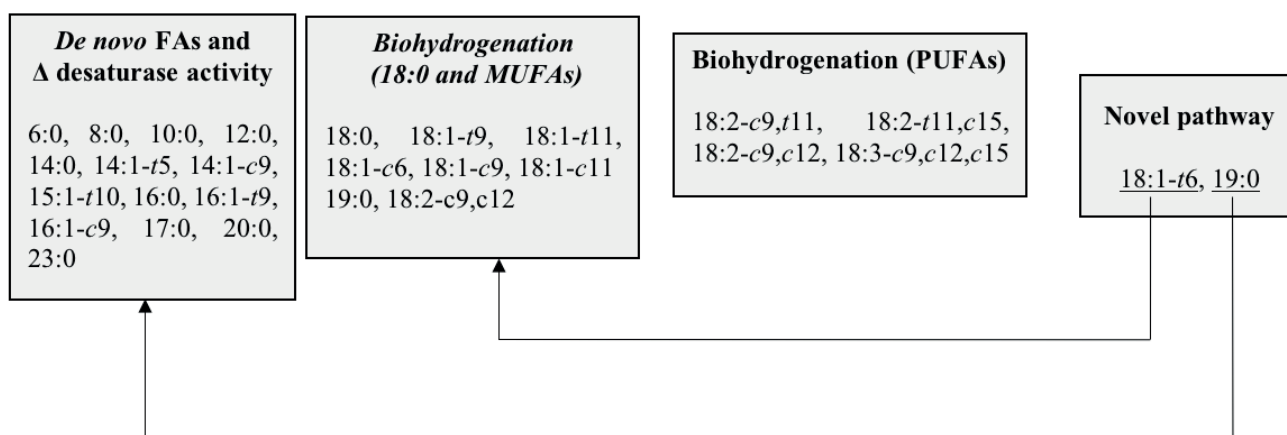 De novo FAs and
Δ desaturase activity
6:0, 8:0, 10:0, 12:0,
14:0, 14:1-t5, 14:1-c9,
15:1-t10, 16:0, 16:1-t9,
16:1-c9, 17:0, 20:0,
23:0
Biohydrogenation
(18:0 and MUFAs)
18:0, 18:1-t9, 18:1-t11,
18:1-c6, 18:1-c9, 18:1-c11
19:0, 18:2-c9,c12
Biohydrogenation (PUFAs)
18:2-c9,t11, 18:2-t11,c15,
18:2-c9,c12, 18:3-c9,c12,c15
Novel pathway
18:1-t6, 19:0